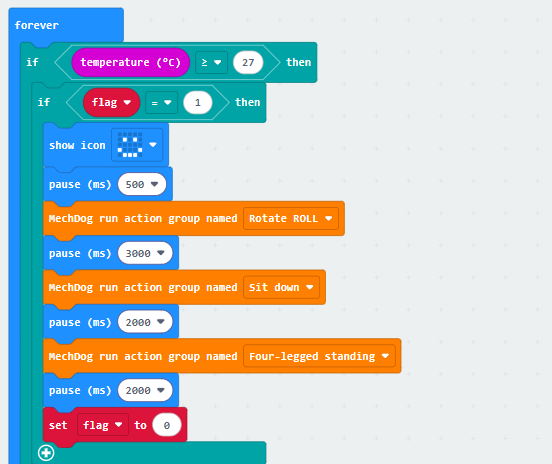 forever
if temperature (°C) ≥ 27 then
if flag = 1 then
show icon
pause (ms) 500
MechDog run action group named Rotate ROLL
pause (ms) 3000
MechDog run action group named Sit down
pause (ms) 2000
MechDog run action group named Four-legged standing
pause (ms) 2000
set flag to 0